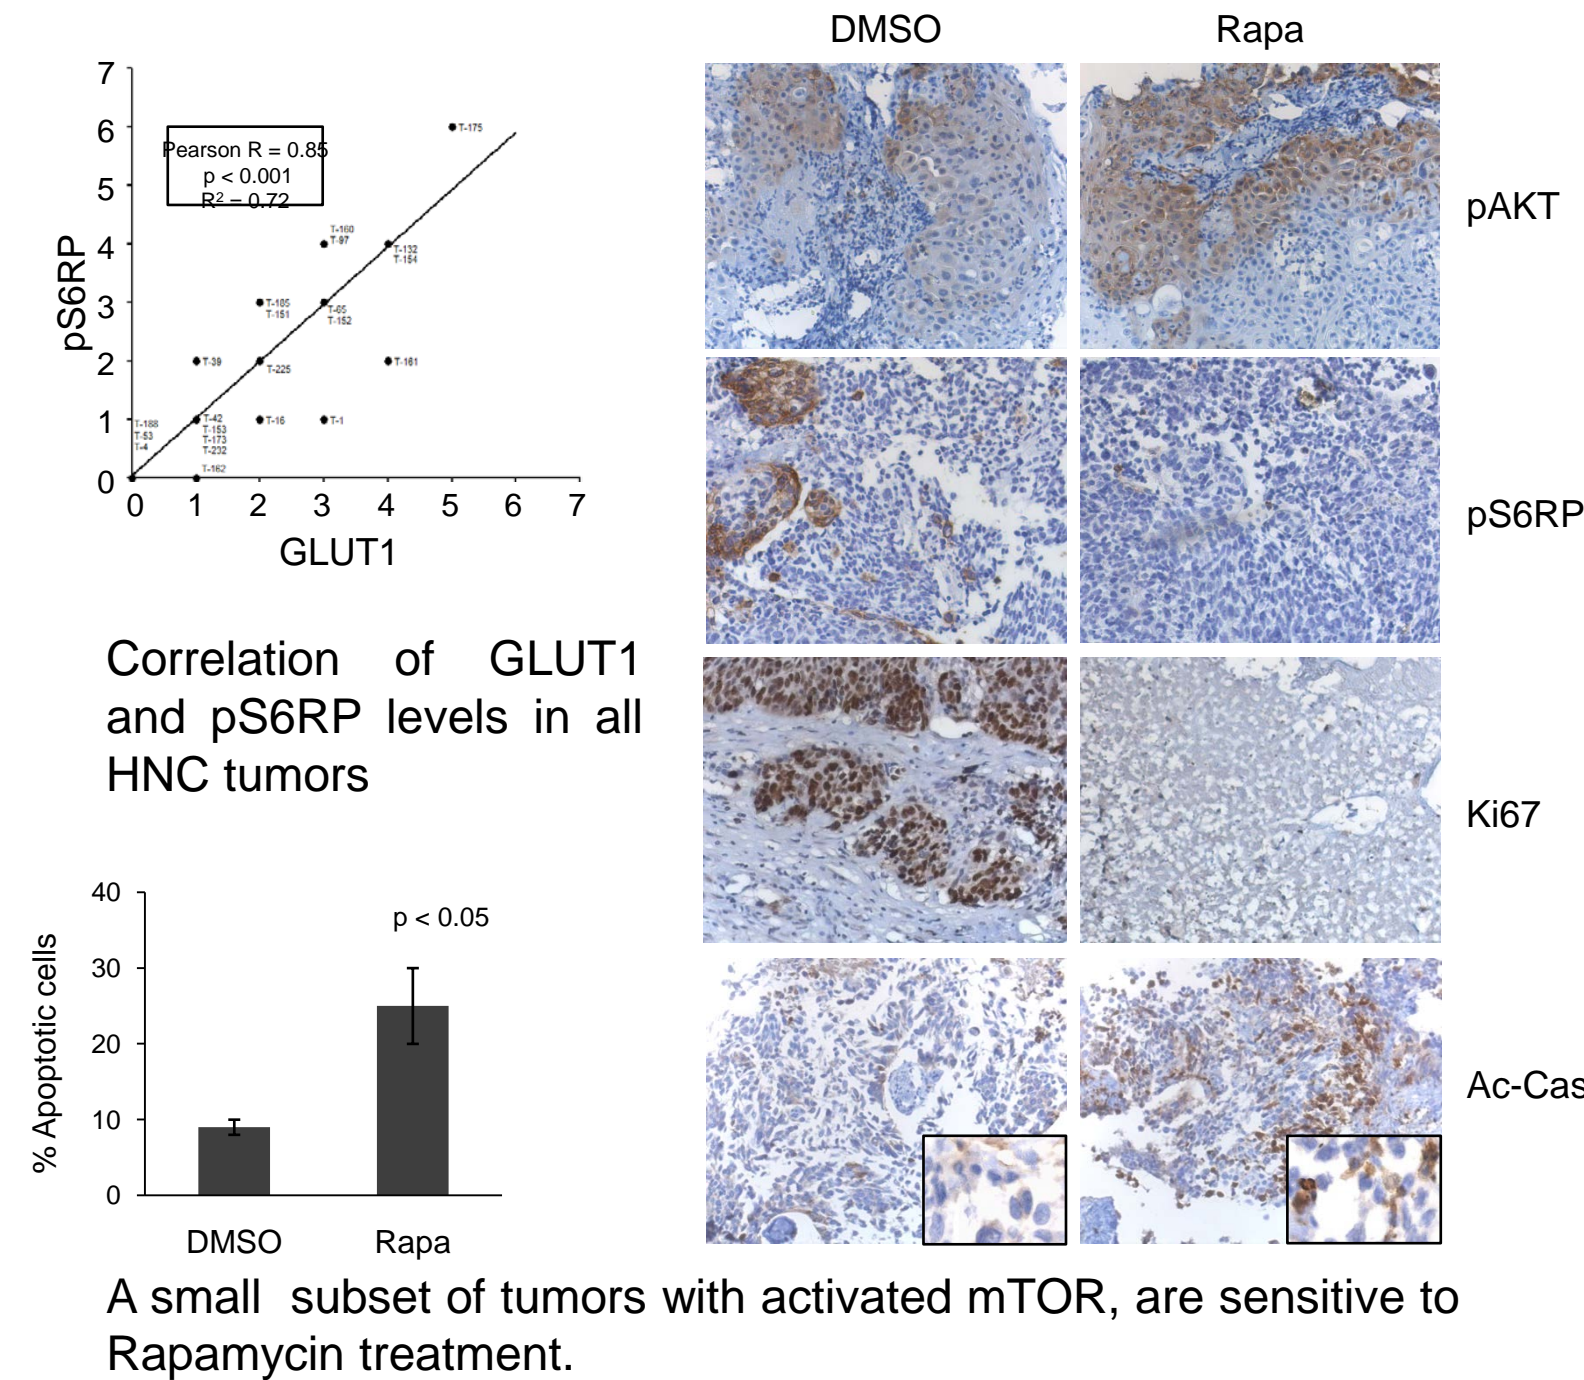 DMSO
Rapa
7
6
5
4
3
2
1
0
pS6RP
Pearson R = 0.85
p < 0.001
R² = 0.72
T-175
T-160
T-97
T-132
T-154
T-185
T-151
T-65
T-152
T-39
T-225
T-161
T-188
T-53
T-4
T-42
T-153
T-173
T-232
T-16
T-1
T-162
0 1 2 3 4 5 6 7
GLUT1
pAKT
pS6RP
Ki67
Ac-Cas
Correlation of GLUT1
and pS6RP levels in all
HNC tumors
% Apoptotic cells
40
30
20
10
0
p < 0.05
DMSO Rapa
A small subset of tumors with activated mTOR, are sensitive to
Rapamycin treatment.